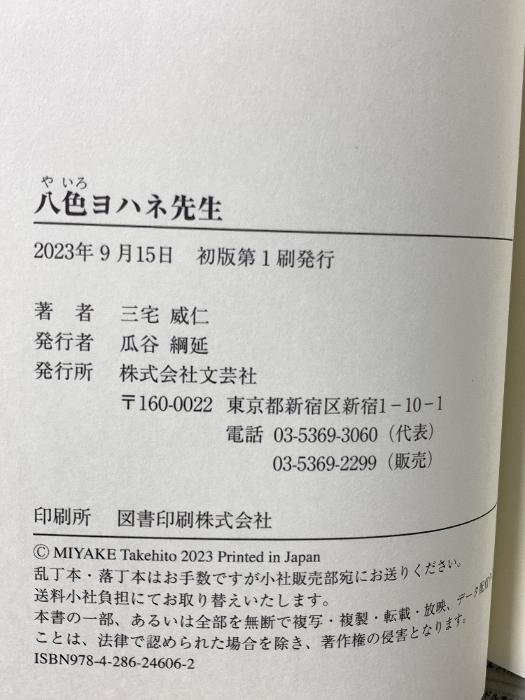 や いろ
八色ヨハネ先生
2023年9月15日 初版第1刷発行
著 者 三宅 威仁
発行者 瓜谷 綱延
発行所 株式会社文芸社
〒160-0022 東京都新宿区新宿1-10-1
電話 03-5369-3060（代表）
03-5369-2299（販売）
印刷所 図書印刷株式会社
© MIYAKE Takehito 2023 Printed in Japan
乱丁本・落丁本はお手数ですが小社販売部宛にお送りください。
送料小社負担にてお取り替えいたします。
本書の一部、あるいは全部を無断で複写・複製・転載・放映、データ配
ことは、法律で認められた場合を除き、著作権の侵害となります。
ISBN978-4-286-24606-2